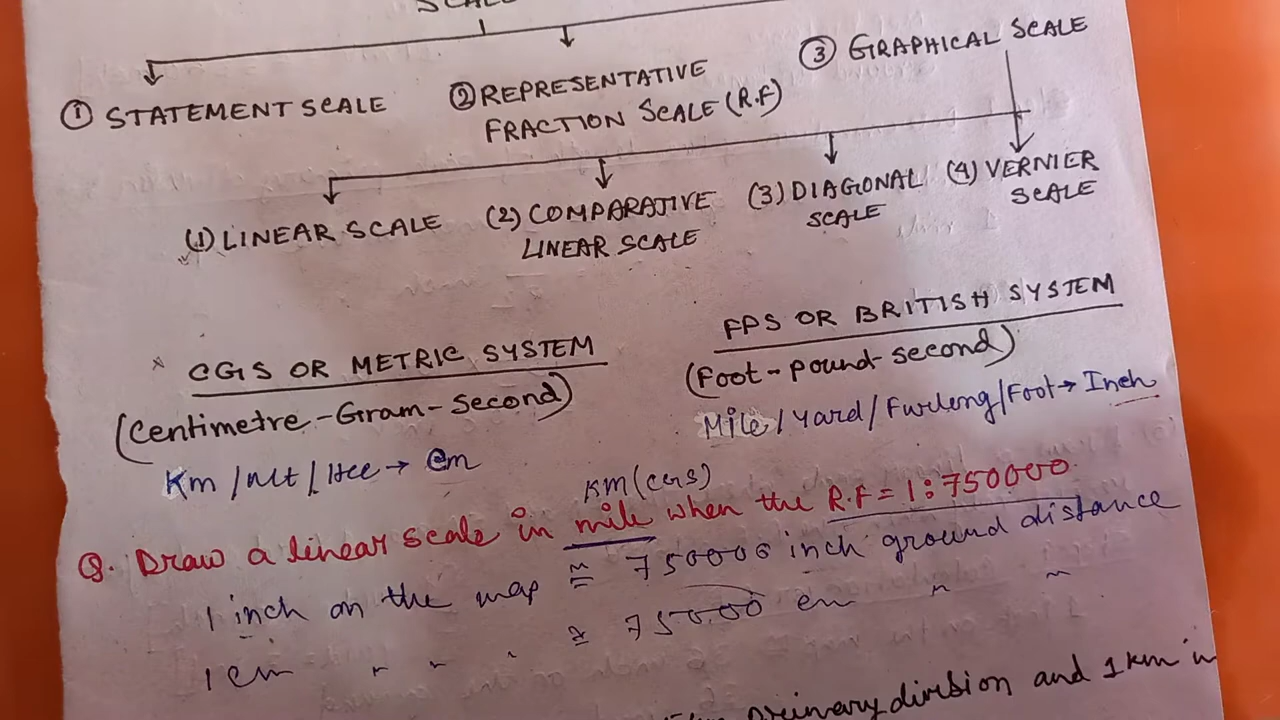 SCALE
① STATEMENT SCALE
② REPRESENTATIVE
FRACTION SCALE (R.F)
③ GRAPHICAL SCALE
(1) LINEAR SCALE
(2) COMPARATIVE
LINEAR SCALE
(3) DIAGONAL
SCALE
(4) VERNIER
SCALE
CGS OR METRIC SYSTEM
(Centimetre-Gram-Second)
Km / Mt / → cm
FPS OR BRITISH SYSTEM
(Foot-pound-second)
Mile / Yard / Furlong / Foot → Inch
KM (CGS)
Q. Draw a linear scale in mile when the R.F = 1:750000
1 inch on the map ≅ 750000 inch ground distance
1 cm " " " ≅ 750000 cm " "
primary division and 1 km in